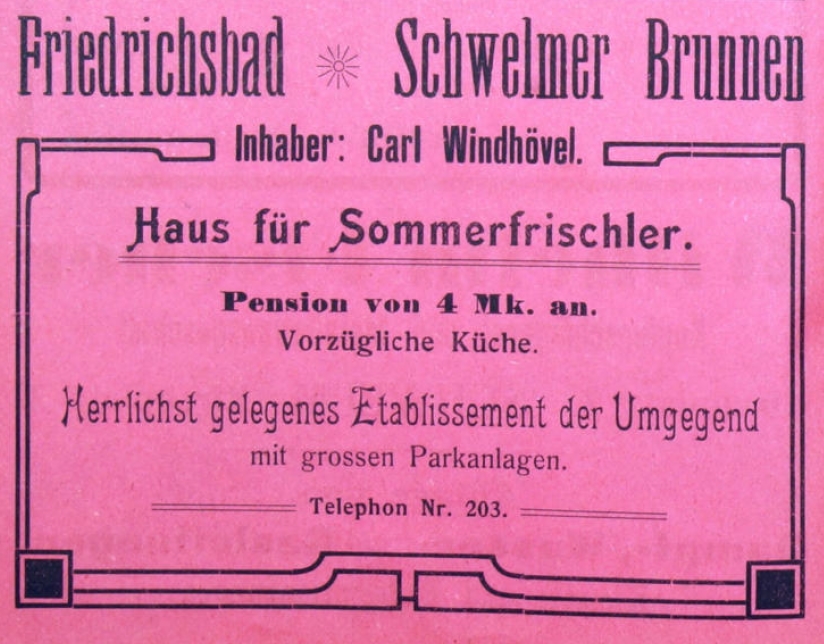 Friedrichsbad Schwelmer Brunnen
Inhaber: Carl Windhövel.
Haus für Sommerfrischler.
Pension von 4 Mk. an.
Vorzügliche Küche.
Herrlichst gelegenes Etablissement der Umgegend
mit grossen Parkanlagen.
Telephon Nr. 203.